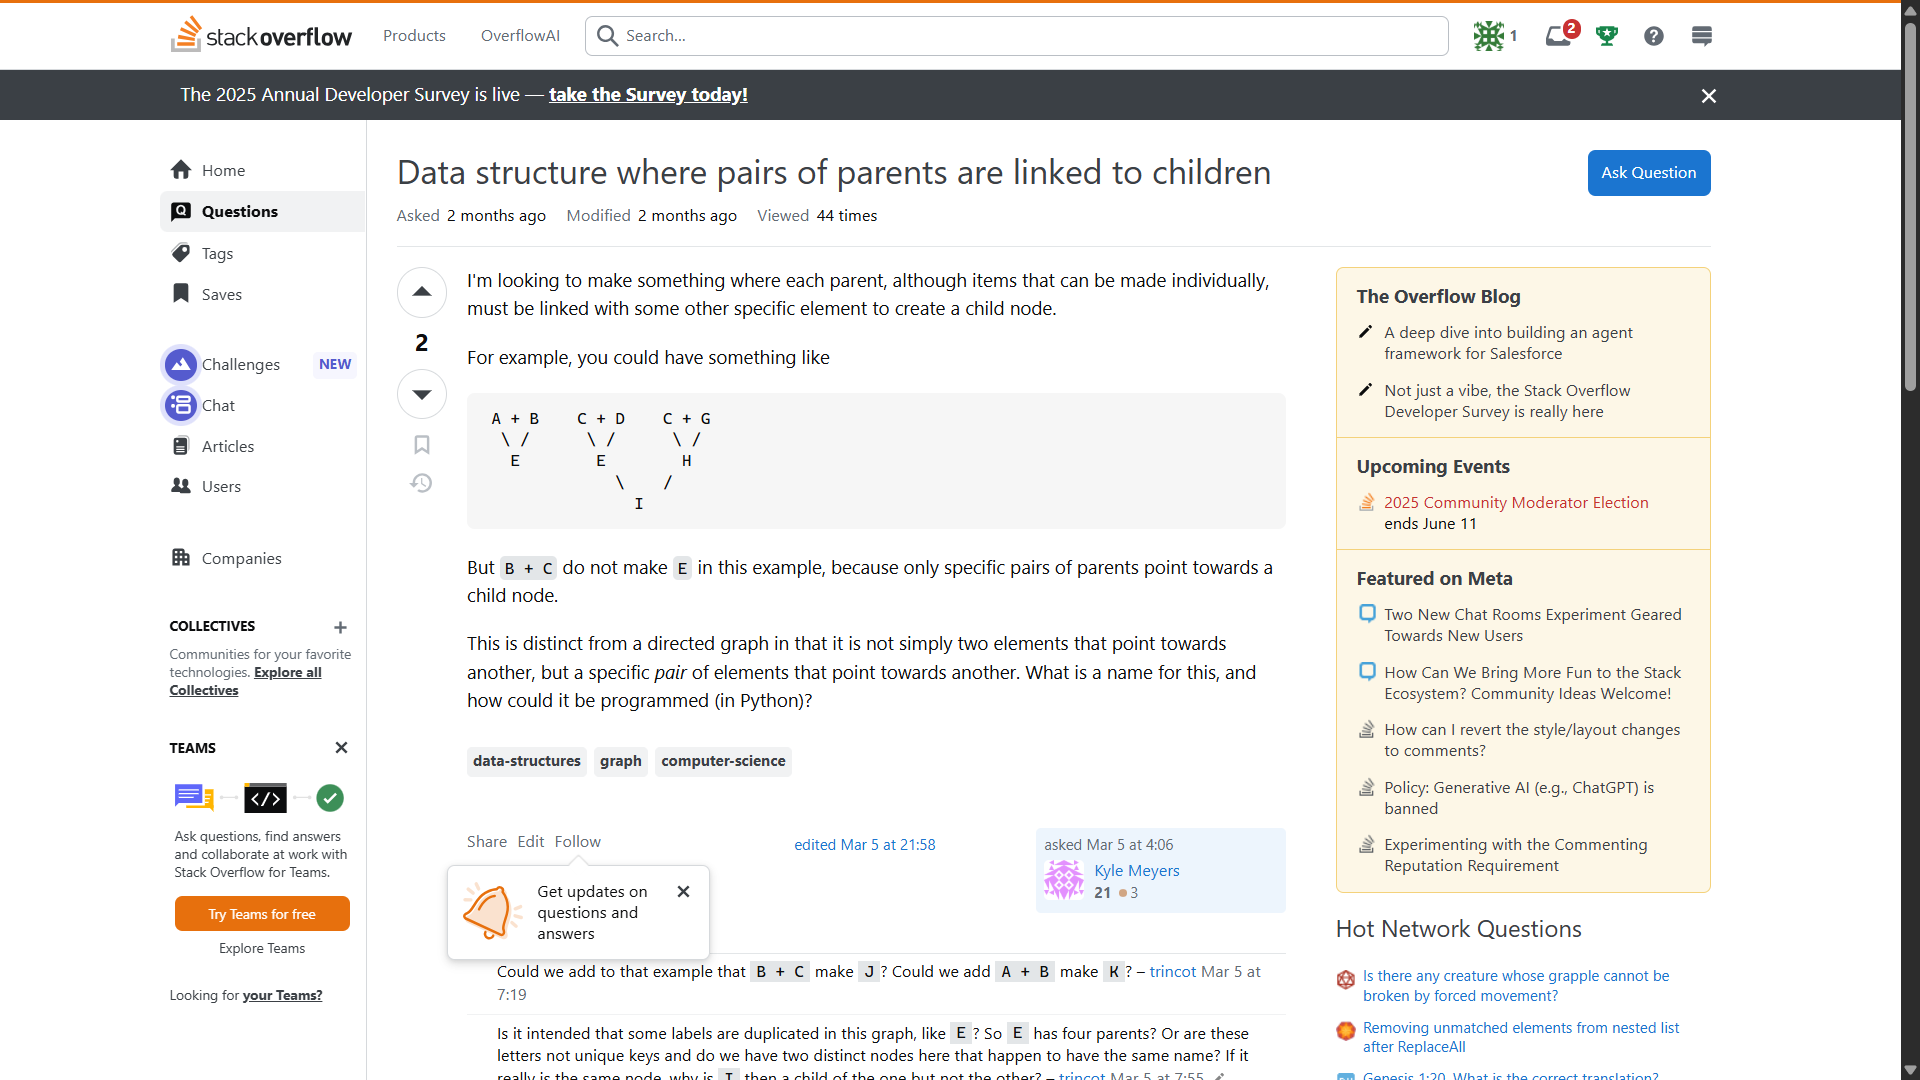 stack overflow
Products
OverflowAI
Search...
1
2
The 2025 Annual Developer Survey is live — take the Survey today!
Home
Questions
Tags
Saves
Challenges NEW
Chat
Articles
Users
Companies
COLLECTIVES
Communities for your favorite
technologies. Explore all
Collectives
TEAMS
Ask questions, find answers
and collaborate at work with
Stack Overflow for Teams.
Try Teams for free
Explore Teams
Looking for your Teams?
Data structure where pairs of parents are linked to children
Ask Question
Asked 2 months ago Modified 2 months ago Viewed 44 times
2
I'm looking to make something where each parent, although items that can be made individually,
must be linked with some other specific element to create a child node.
For example, you could have something like
A + B    C + D    C + G
 \ /      \ /      \ /
  E        E        H
             \    /
               I
But B + C do not make E in this example, because only specific pairs of parents point towards a
child node.
This is distinct from a directed graph in that it is not simply two elements that point towards
another, but a specific pair of elements that point towards another. What is a name for this, and
how could it be programmed (in Python)?
data-structures graph computer-science
Share Edit Follow
edited Mar 5 at 21:58
asked Mar 5 at 4:06
Kyle Meyers
21 3
Get updates on
questions and
answers
Could we add to that example that B + C make J? Could we add A + B make K? – trincot Mar 5 at
7:19
Is it intended that some labels are duplicated in this graph, like E? So E has four parents? Or are these
letters not unique keys and do we have two distinct nodes here that happen to have the same name? If it
really is the same node, why is I then a child of the one but not the other? – trincot Mar 5 at 7:55
The Overflow Blog
A deep dive into building an agent
framework for Salesforce
Not just a vibe, the Stack Overflow
Developer Survey is really here
Upcoming Events
2025 Community Moderator Election
ends June 11
Featured on Meta
Two New Chat Rooms Experiment Geared
Towards New Users
How Can We Bring More Fun to the Stack
Ecosystem? Community Ideas Welcome!
How can I revert the style/layout changes
to comments?
Policy: Generative AI (e.g., ChatGPT) is
banned
Experimenting with the Commenting
Reputation Requirement
Hot Network Questions
Is there any creature whose grapple cannot be
broken by forced movement?
Removing unmatched elements from nested list
after ReplaceAll
Genesis 1:20, What is the correct translation?